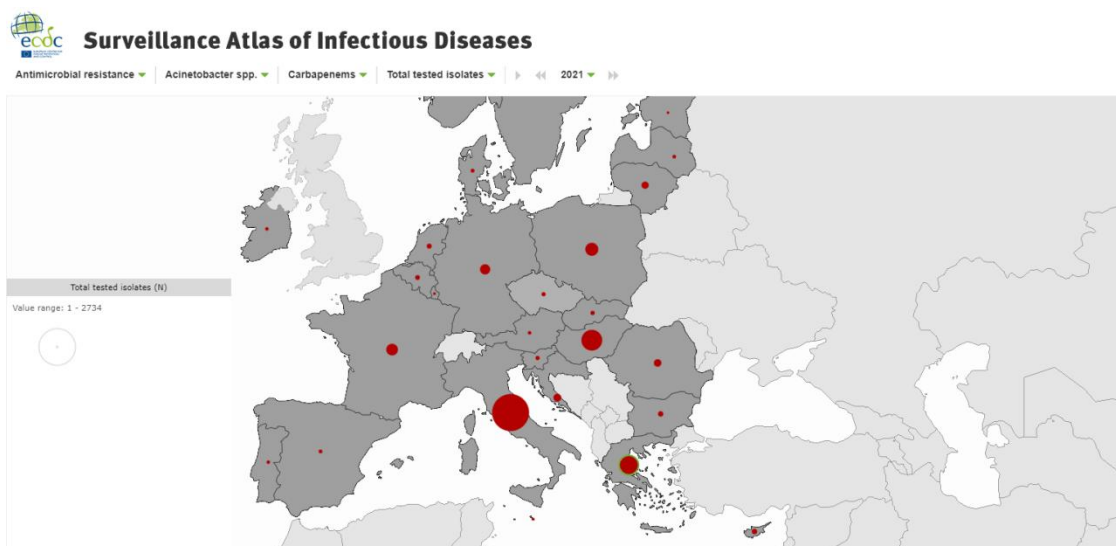 ecdc
Surveillance Atlas of Infectious Diseases
Antimicrobial resistance
Acinetobacter spp.
Carbapenems
Total tested isolates
2021
Total tested isolates (N)
Value range: 1 - 2734